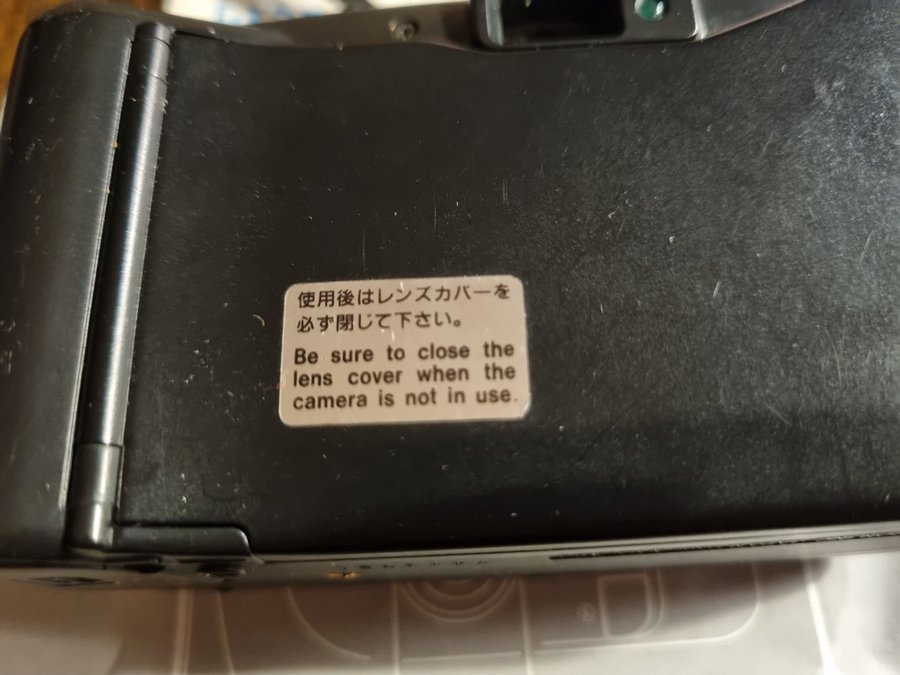 使用後はレンズカバーを
必ず閉じて下さい。
Be sure to close the
lens cover when the
camera is not in use.